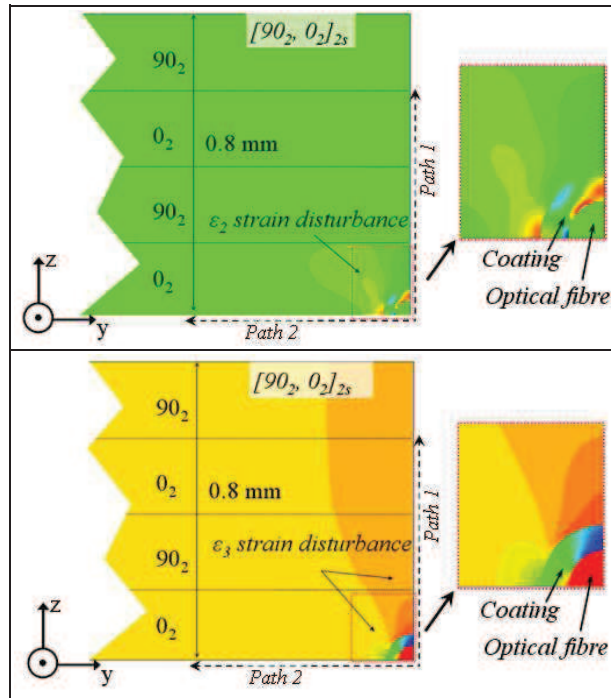 [90₂, 0₂]₂ₛ
90₂
0₂
0.8 mm
90₂
ε₂ strain disturbance
0₂
Path 1
Path 2
z
y
Coating
Optical fibre
[90₂, 0₂]₂ₛ
90₂
0₂
0.8 mm
90₂
ε₃ strain disturbance
0₂
Path 1
Path 2
z
y
Coating
Optical fibre